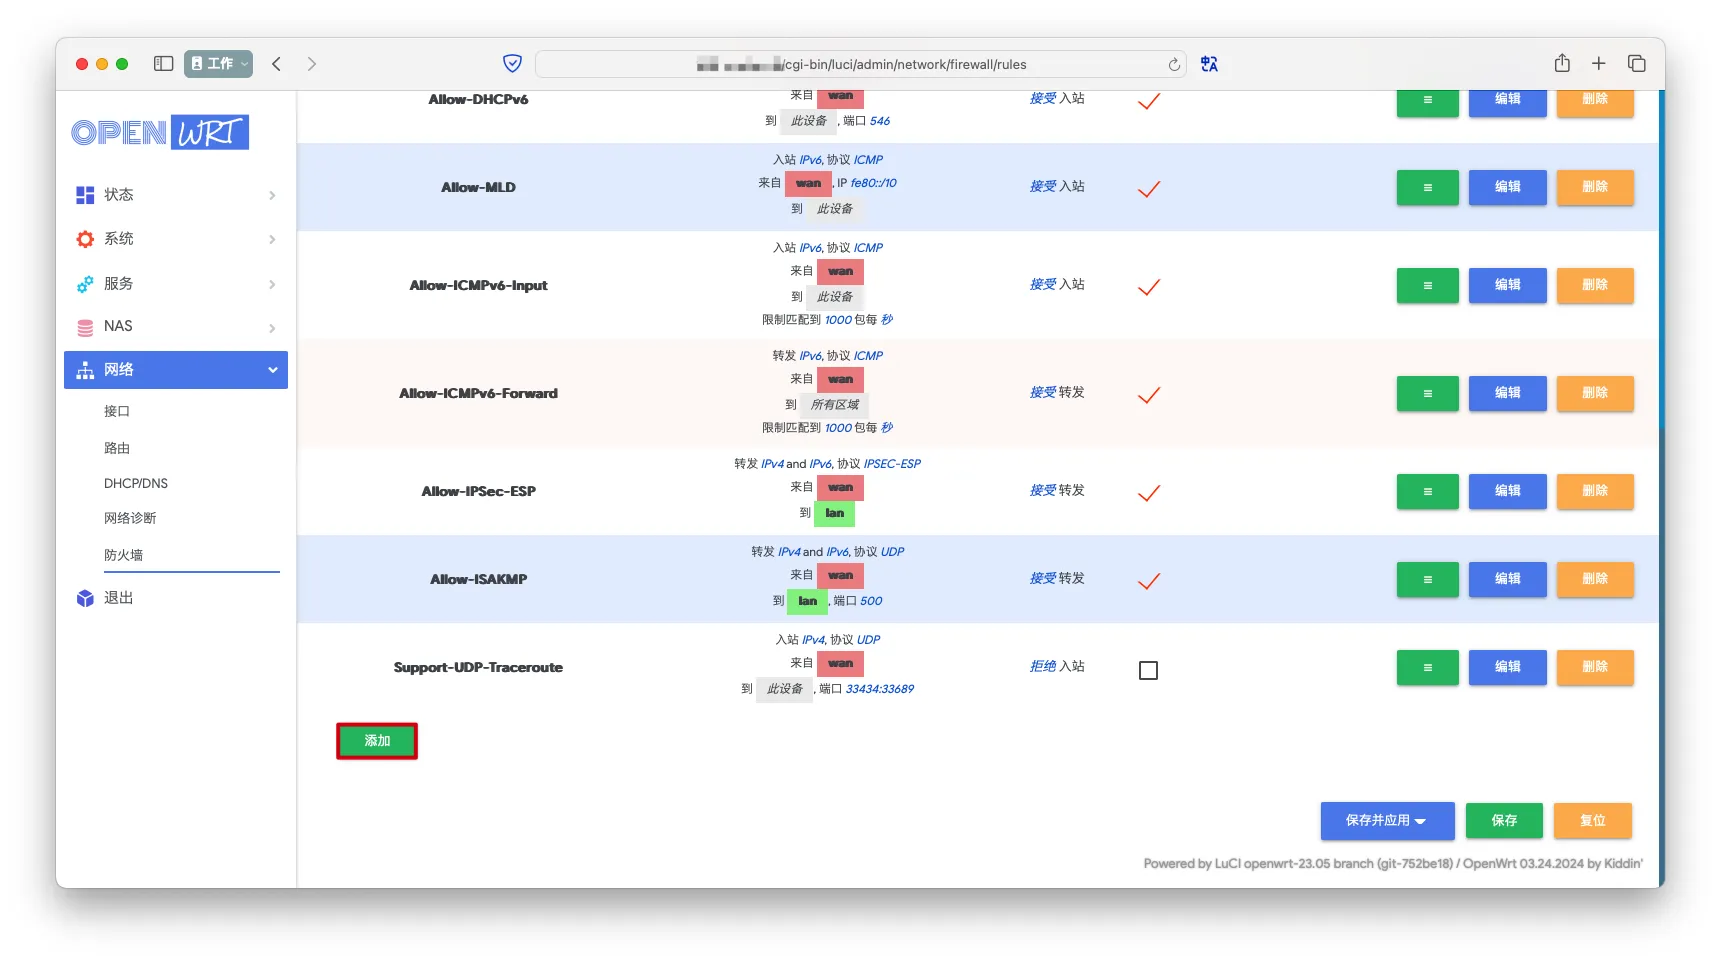 工作
/cgi-bin/luci/admin/network/firewall/rules
OPENWRT
状态
系统
服务
NAS
网络
接口
路由
DHCP/DNS
网络诊断
防火墙
退出
Allow-DHCPv6
来自 wan
到 此设备, 端口 546
接受 入站
≡ 编辑 删除
Allow-MLD
入站 IPv6, 协议 ICMP
来自 wan, IP fe80::/10
到 此设备
接受 入站
≡ 编辑 删除
Allow-ICMPv6-Input
入站 IPv6, 协议 ICMP
来自 wan
到 此设备
限制匹配到 1000 包每 秒
接受 入站
≡ 编辑 删除
Allow-ICMPv6-Forward
转发 IPv6, 协议 ICMP
来自 wan
到 所有区域
限制匹配到 1000 包每 秒
接受 转发
≡ 编辑 删除
Allow-IPSec-ESP
转发 IPv4 and IPv6, 协议 IPSEC-ESP
来自 wan
到 lan
接受 转发
≡ 编辑 删除
Allow-ISAKMP
转发 IPv4 and IPv6, 协议 UDP
来自 wan
到 lan, 端口 500
接受 转发
≡ 编辑 删除
Support-UDP-Traceroute
入站 IPv4, 协议 UDP
来自 wan
到 此设备, 端口 33434:33689
拒绝 入站
≡ 编辑 删除
添加
保存并应用 保存 复位
Powered by LuCI openwrt-23.05 branch (git-752be18) / OpenWrt 03.24.2024 by Kiddin'